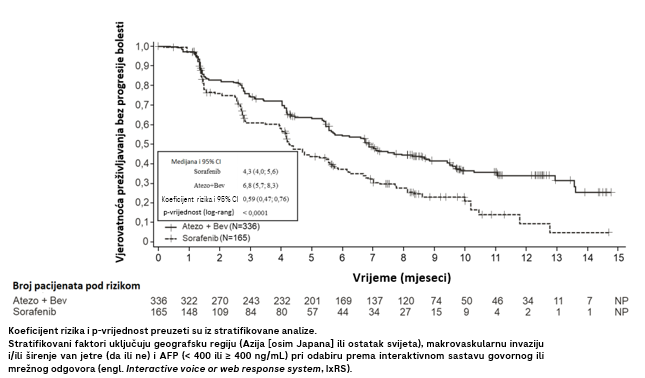 Vjerovatnoća preživljavanja bez progresije bolesti
1,0
0,9
0,8
0,7
0,6
0,5
0,4
0,3
0,2
0,1
0
Medijana i 95% CI
Sorafenib 4,3 (4,0; 5,6)
Atezo+Bev 6,8 (5,7; 8,3)
Koeficijent rizika i 95% CI 0,59 (0,47; 0,76)
p-vrijednost (log-rang) < 0,0001
Atezo + Bev (N=336)
Sorafenib (N=165)
0 1 2 3 4 5 6 7 8 9 10 11 12 13 14 15
Vrijeme (mjeseci)
Broj pacijenata pod rizikom
Atezo + Bev 336 322 270 243 232 201 169 137 120 74 50 46 34 11 7 NP
Sorafenib 165 148 109 84 80 57 44 34 27 15 9 4 2 1 1 NP
Koeficijent rizika i p-vrijednost preuzeti su iz stratifikovane analize.
Stratifikovani faktori uključuju geografsku regiju (Azija [osim Japana] ili ostatak svijeta), makrovaskularnu invaziju
i/ili širenje van jetre (da ili ne) i AFP (< 400 ili ≥ 400 ng/mL) pri odabiru prema interaktivnom sastavu govornog ili
mrežnog odgovora (engl. Interactive voice or web response system, IxRS).